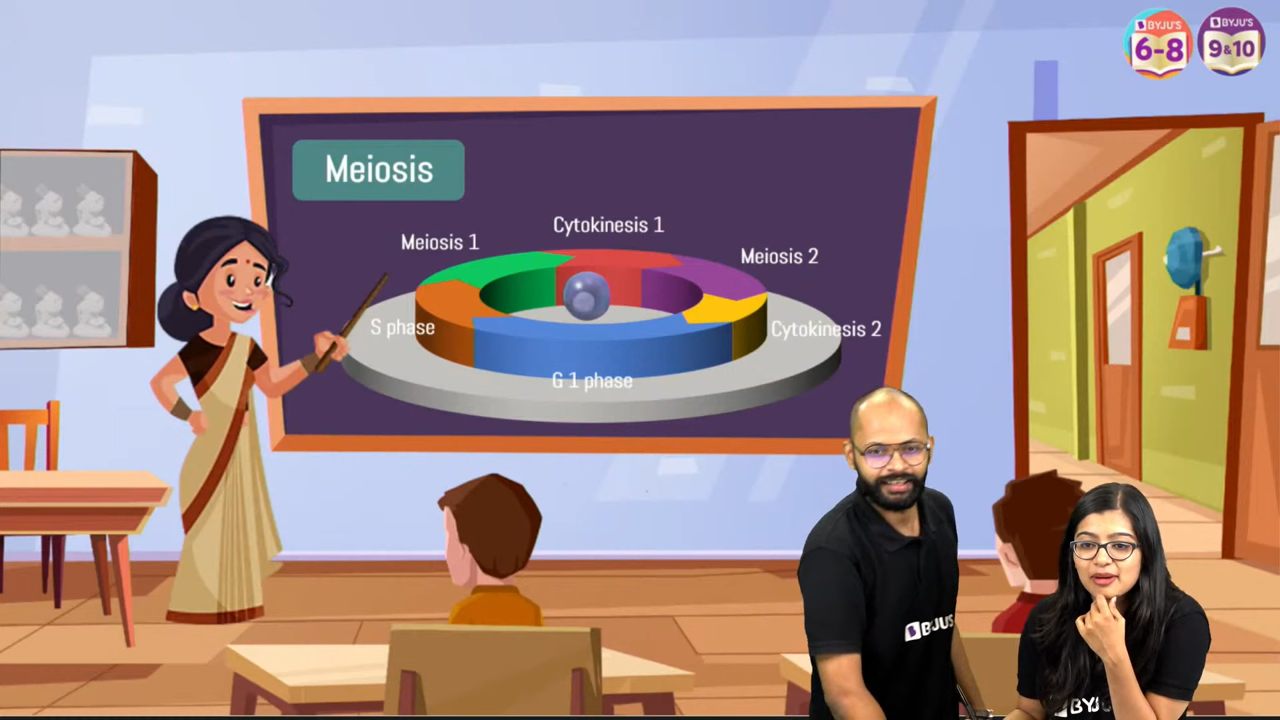 BYJU'S
6-8
BYJU'S
9&10
Meiosis
Cytokinesis 1
Meiosis 1
Meiosis 2
S phase
Cytokinesis 2
G 1 phase
BYJU'S
BYJU